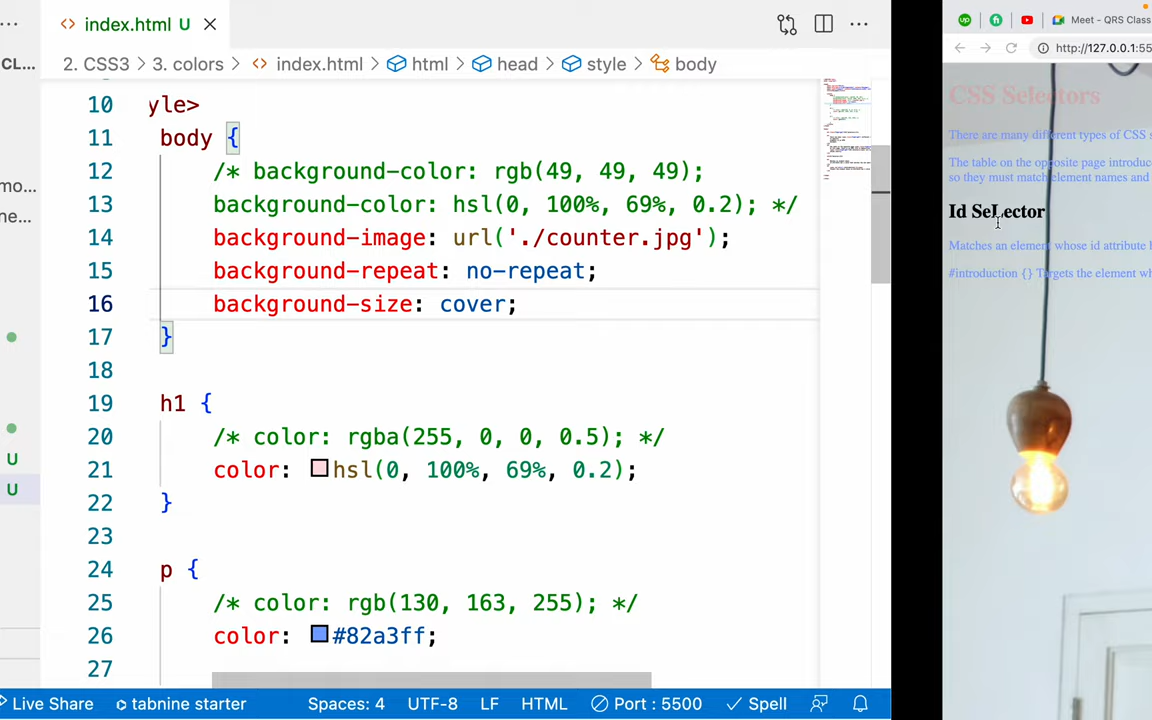 index.html U
CL...
2. CSS3 > 3. colors > index.html > html > head > style > body
10 yle>
11 body {
12 /* background-color: rgb(49, 49, 49);
13 background-color: hsl(0, 100%, 69%, 0.2); */
14 background-image: url('./counter.jpg');
15 background-repeat: no-repeat;
16 background-size: cover;
17 }
18
19 h1 {
20 /* color: rgba(255, 0, 0, 0.5); */
21 color: hsl(0, 100%, 69%, 0.2);
22 }
23
24 p {
25 /* color: rgb(130, 163, 255); */
26 color: #82a3ff;
27
mo...
ne...
U
U
Live Share
tabnine starter
Spaces: 4
UTF-8
LF
HTML
Port : 5500
Spell
up
Meet - QRS Class
http://127.0.0.1:55
CSS Selectors
There are many different types of CSS s
The table on the opposite page introduc
so they must match element names and
Id SeLector
Matches an element whose id attribute
#introduction {} Targets the element wh